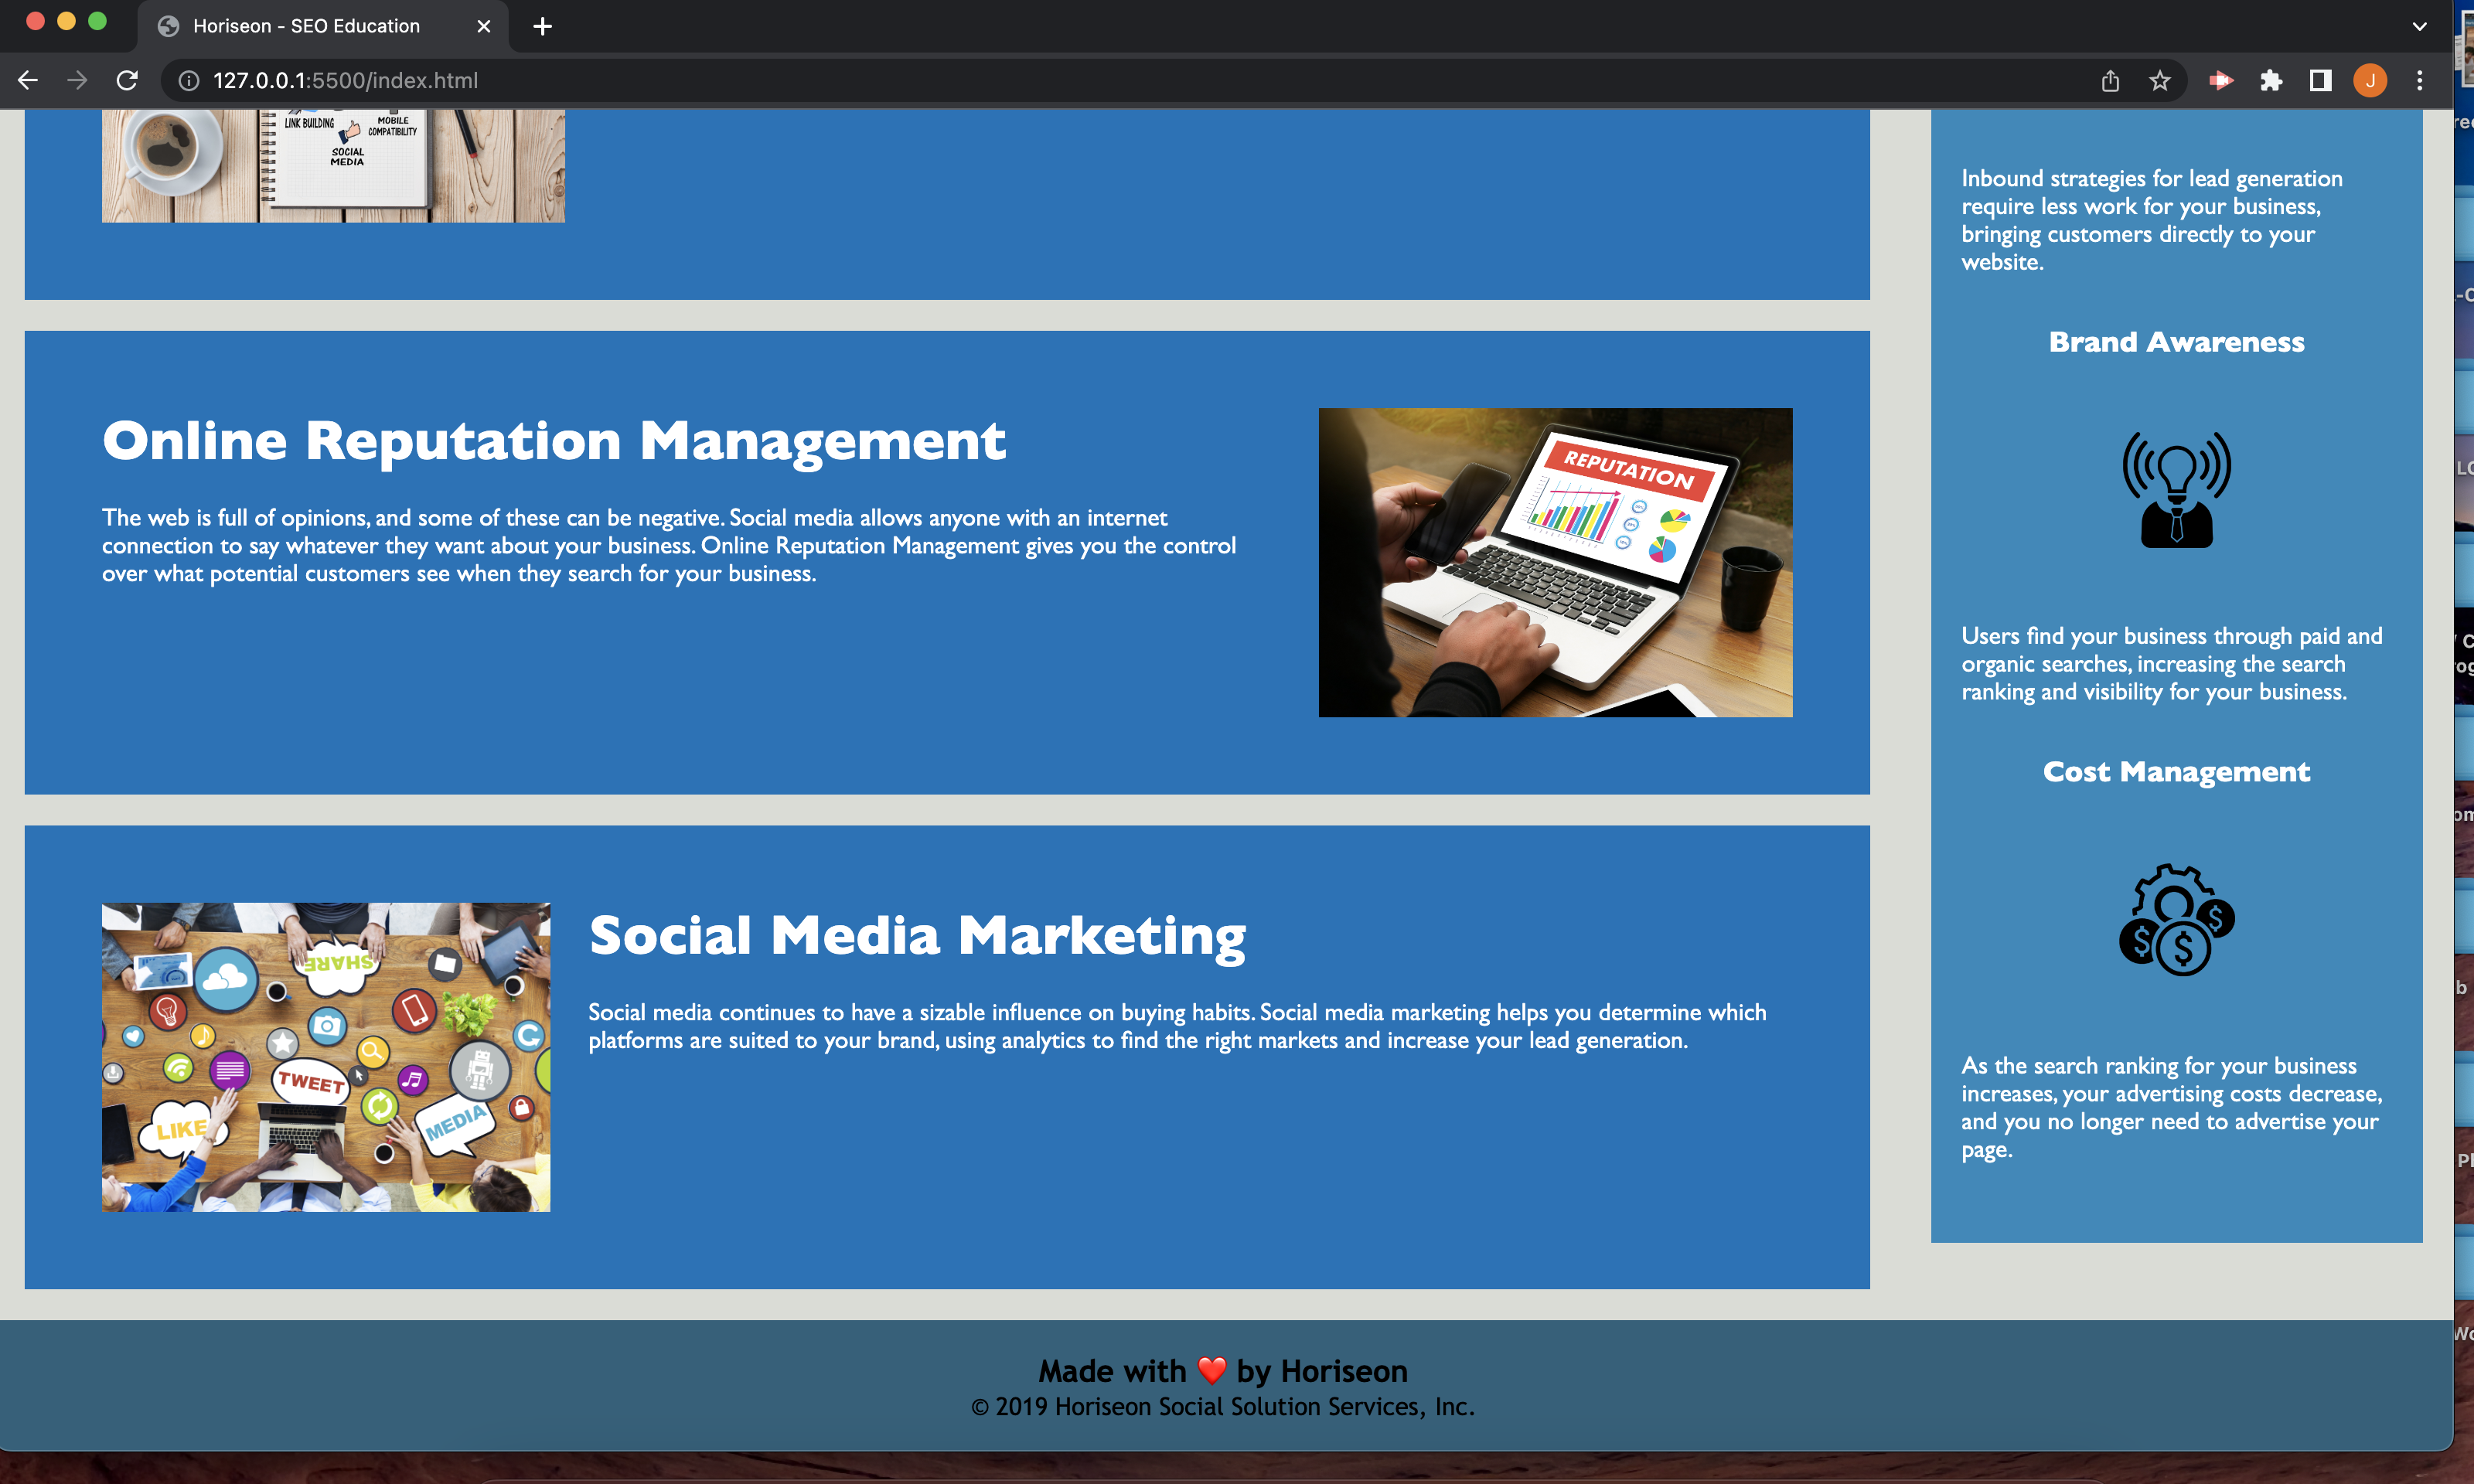 Horiseon - SEO Education
127.0.0.1:5500/index.html
J
LINK BUILDING
MOBILE
COMPATIBILITY
SOCIAL
MEDIA
Inbound strategies for lead generation
require less work for your business,
bringing customers directly to your
website.
Online Reputation Management
The web is full of opinions, and some of these can be negative. Social media allows anyone with an internet
connection to say whatever they want about your business. Online Reputation Management gives you the control
over what potential customers see when they search for your business.
REPUTATION
Brand Awareness
Users find your business through paid and
organic searches, increasing the search
ranking and visibility for your business.
Social Media Marketing
Social media continues to have a sizable influence on buying habits. Social media marketing helps you determine which
platforms are suited to your brand, using analytics to find the right markets and increase your lead generation.
SHARE
TWEET
LIKE
MEDIA
Cost Management
$
$
$
As the search ranking for your business
increases, your advertising costs decrease,
and you no longer need to advertise your
page.
Made with ❤️ by Horiseon
© 2019 Horiseon Social Solution Services, Inc.